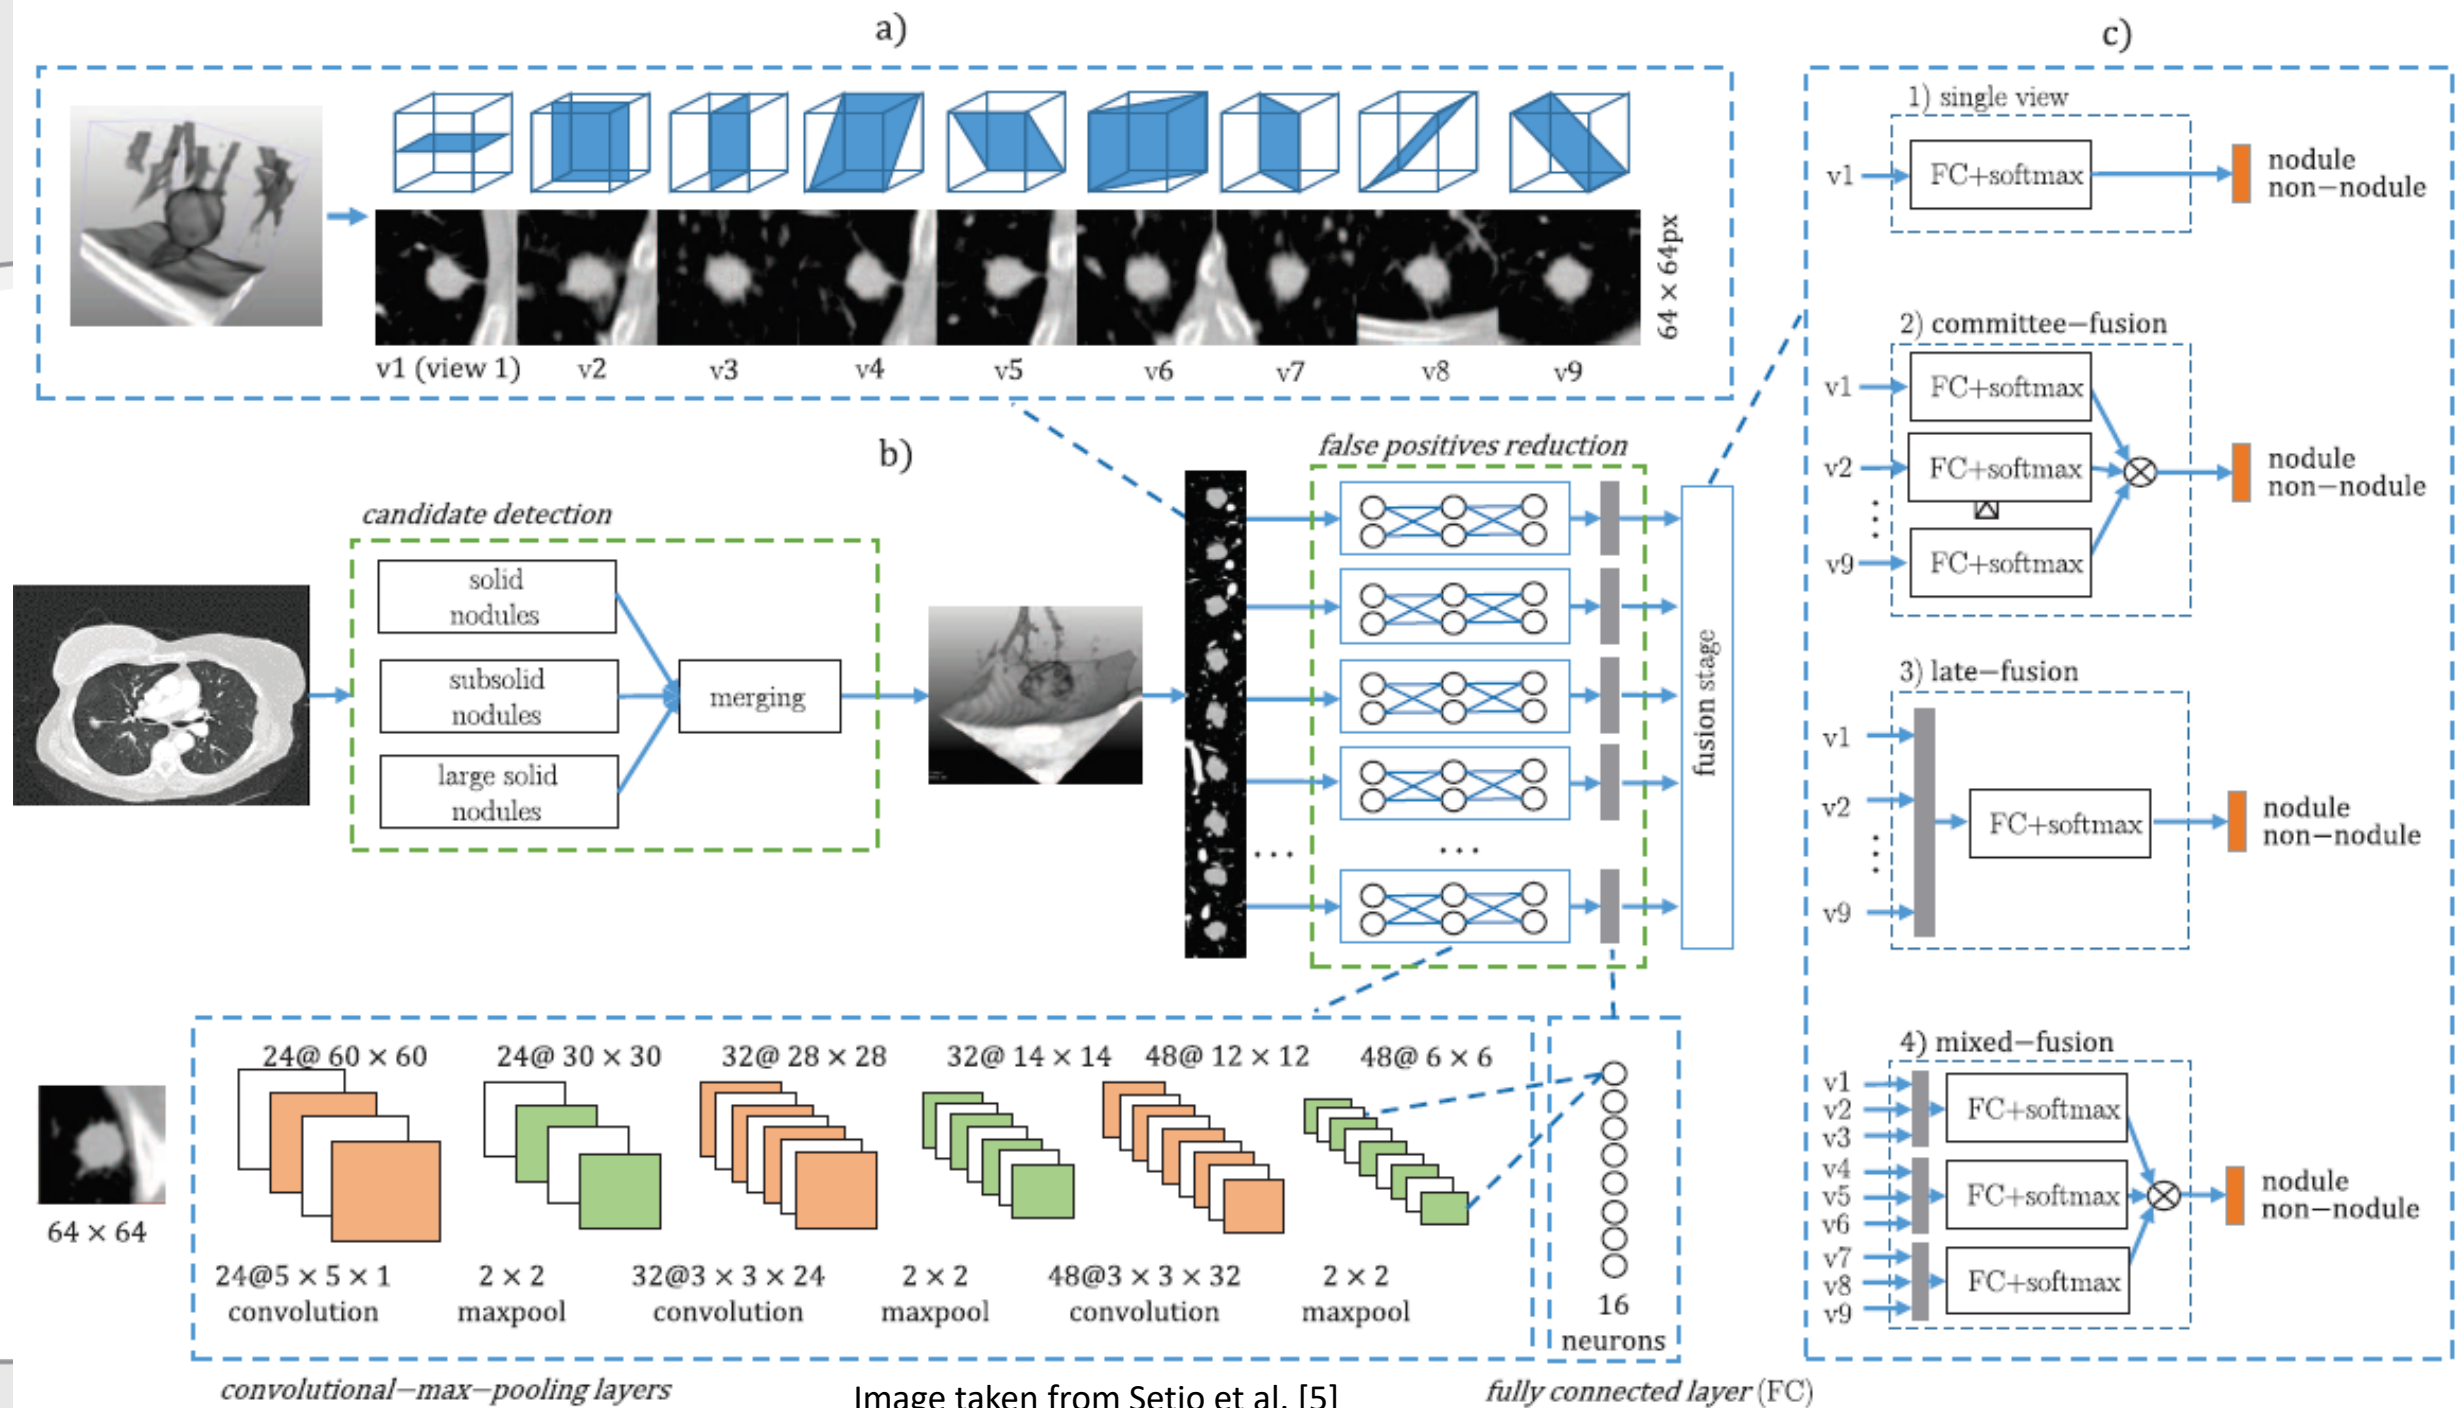 a)
v1 (view 1)
v2
v3
v4
v5
v6
v7
v8
v9
64 × 64px
b)
candidate detection
solid
nodules
subsolid
nodules
large solid
nodules
merging
false positives reduction
...
...
fusion stage
64 × 64
24@ 60 × 60
24@ 30 × 30
32@ 28 × 28
32@ 14 × 14
48@ 12 × 12
48@ 6 × 6
24@5 × 5 × 1
convolution
2 × 2
maxpool
32@3 × 3 × 24
convolution
2 × 2
maxpool
48@3 × 3 × 32
convolution
2 × 2
maxpool
16
neurons
convolutional−max−pooling layers
fully connected layer (FC)
Image taken from Setio et al. [5]
c)
1) single view
v1
FC+softmax
nodule
non−nodule
2) committee−fusion
v1
FC+softmax
v2
FC+softmax
v9
FC+softmax
nodule
non−nodule
3) late−fusion
v1
v2
v9
FC+softmax
nodule
non−nodule
4) mixed−fusion
v1
v2
v3
FC+softmax
v4
v5
v6
FC+softmax
v7
v8
v9
FC+softmax
nodule
non−nodule